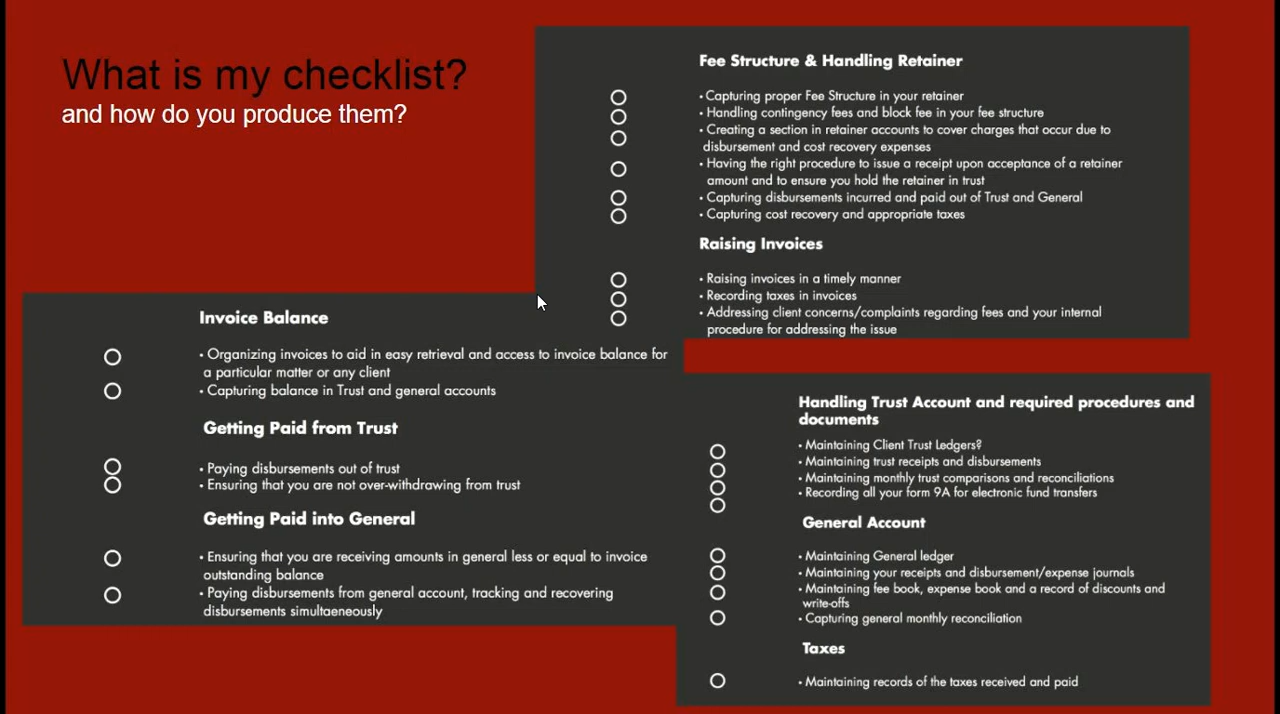 What is my checklist?
and how do you produce them?
Fee Structure & Handling Retainer
• Capturing proper Fee Structure in your retainer
• Handling contingency fees and block fee in your fee structure
• Creating a section in retainer accounts to cover charges that occur due to
disbursement and cost recovery expenses
• Having the right procedure to issue a receipt upon acceptance of a retainer
amount and to ensure you hold the retainer in trust
• Capturing disbursements incurred and paid out of Trust and General
• Capturing cost recovery and appropriate taxes
Raising Invoices
• Raising invoices in a timely manner
• Recording taxes in invoices
• Addressing client concerns/complaints regarding fees and your internal
procedure for addressing the issue
Invoice Balance
• Organizing invoices to aid in easy retrieval and access to invoice balance for
a particular matter or any client
• Capturing balance in Trust and general accounts
Getting Paid from Trust
• Paying disbursements out of trust
• Ensuring that you are not over-withdrawing from trust
Getting Paid into General
• Ensuring that you are receiving amounts in general less or equal to invoice
outstanding balance
• Paying disbursements from general account, tracking and recovering
disbursements simultaeneously
Handling Trust Account and required procedures and
documents
• Maintaining Client Trust Ledgers?
• Maintaining trust receipts and disbursements
• Maintaining monthly trust comparisons and reconciliations
• Recording all your form 9A for electronic fund transfers
General Account
• Maintaining General ledger
• Maintaining your receipts and disbursement/expense journals
• Maintaining fee book, expense book and a record of discounts and
write-offs
• Capturing general monthly reconciliation
Taxes
• Maintaining records of the taxes received and paid